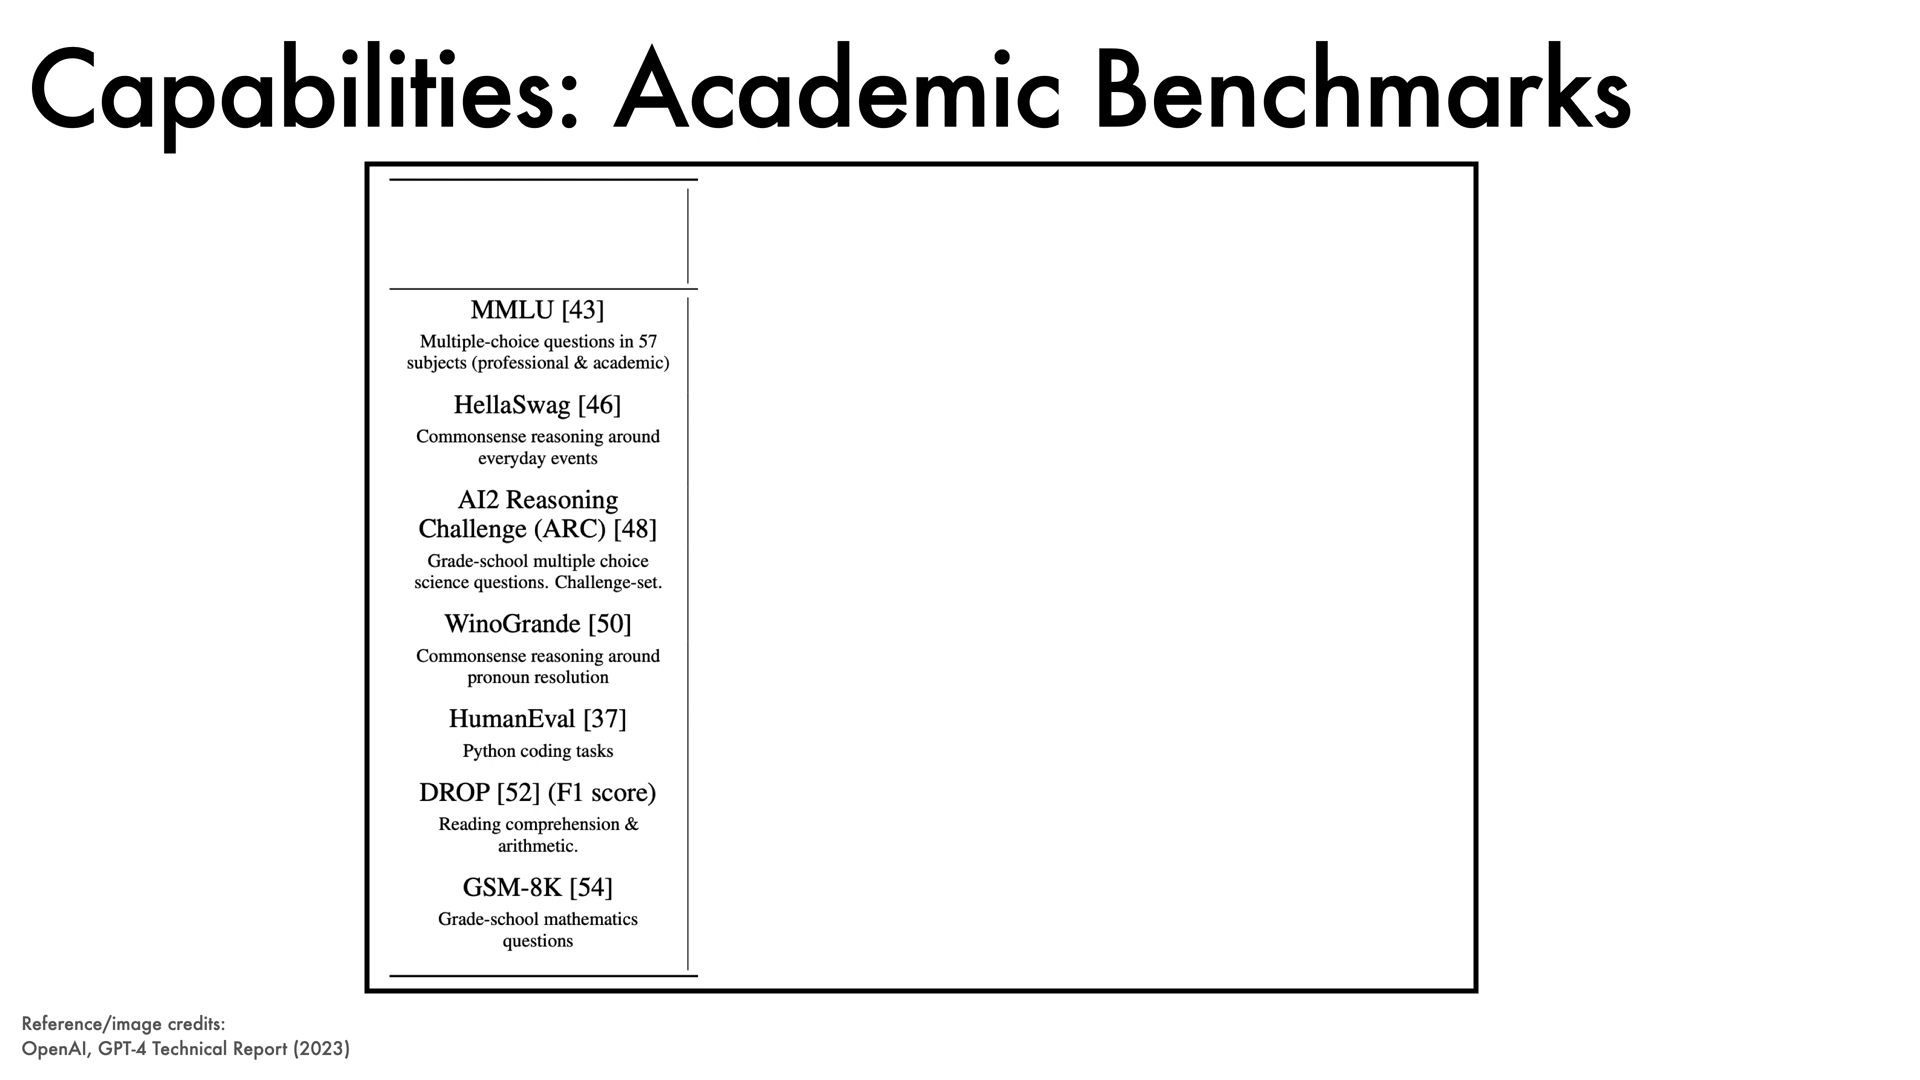 Capabilities: Academic Benchmarks
MMLU [43]
Multiple-choice questions in 57
subjects (professional & academic)
HellaSwag [46]
Commonsense reasoning around
everyday events
AI2 Reasoning
Challenge (ARC) [48]
Grade-school multiple choice
science questions. Challenge-set.
WinoGrande [50]
Commonsense reasoning around
pronoun resolution
HumanEval [37]
Python coding tasks
DROP [52] (F1 score)
Reading comprehension &
arithmetic.
GSM-8K [54]
Grade-school mathematics
questions
Reference/image credits:
OpenAI, GPT-4 Technical Report (2023)